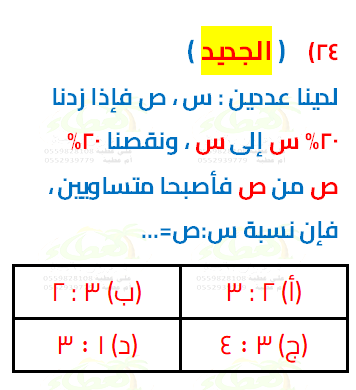 ٢٤) ( الجديد )
لدينا عددين : س ، ص فإذا زدنا
٢٠% س إلى س ، ونقصنا ٢٠%
ص من ص فأصبحا متساويين ،
فإن نسبة س:ص=...
(أ) ٢ : ٣ (ب) ٣ : ٢
(ج) ٣ : ٤ (د) ١ : ٣